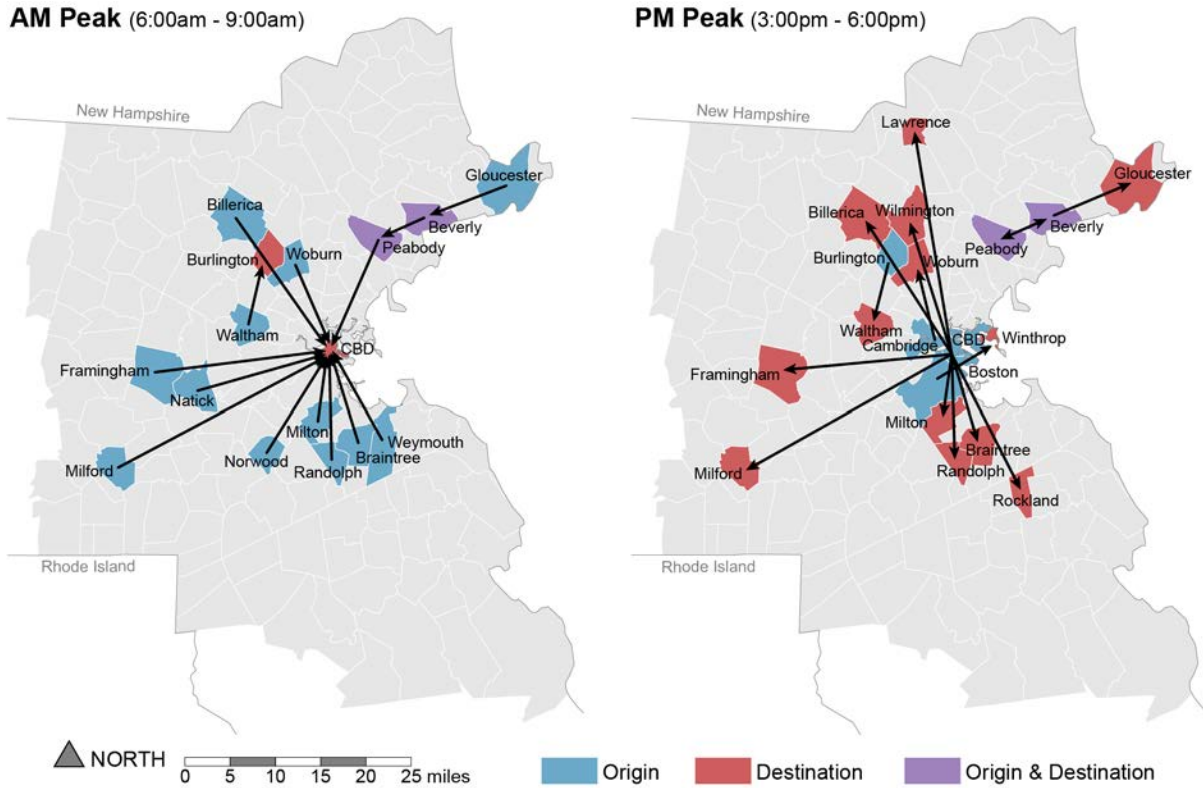 AM Peak (6:00am - 9:00am)
New Hampshire
Gloucester
Billerica
Beverly
Peabody
Burlington
Woburn
Waltham
CBD
Framingham
Natick
Milton
Weymouth
Norwood
Braintree
Milford
Randolph
Rhode Island
PM Peak (3:00pm - 6:00pm)
New Hampshire
Lawrence
Gloucester
Billerica
Wilmington
Beverly
Peabody
Burlington
Woburn
Waltham
Winthrop
CBD
Cambridge
Framingham
Boston
Milton
Braintree
Milford
Randolph
Rockland
Rhode Island
NORTH
0 5 10 15 20 25 miles
Origin
Destination
Origin & Destination